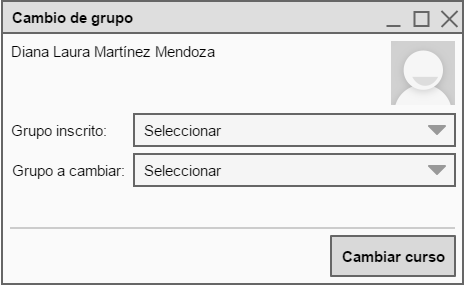 Cambio de grupo
Diana Laura Martínez Mendoza
Grupo inscrito: Seleccionar
Grupo a cambiar: Seleccionar
Cambiar curso